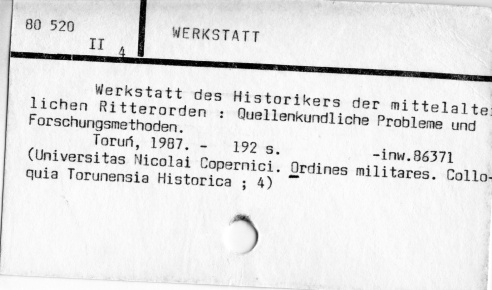 80 520
II 4
WERKSTATT
Werkstatt des Historikers der mittelalte
lichen Ritterorden : Quellenkundliche Probleme und
Forschungsmethoden.
Toruń, 1987. - 192 s. -inw.86371
(Universitas Nicolai Copernici. Ordines militares. Collo-
quia Torunensia Historica ; 4)